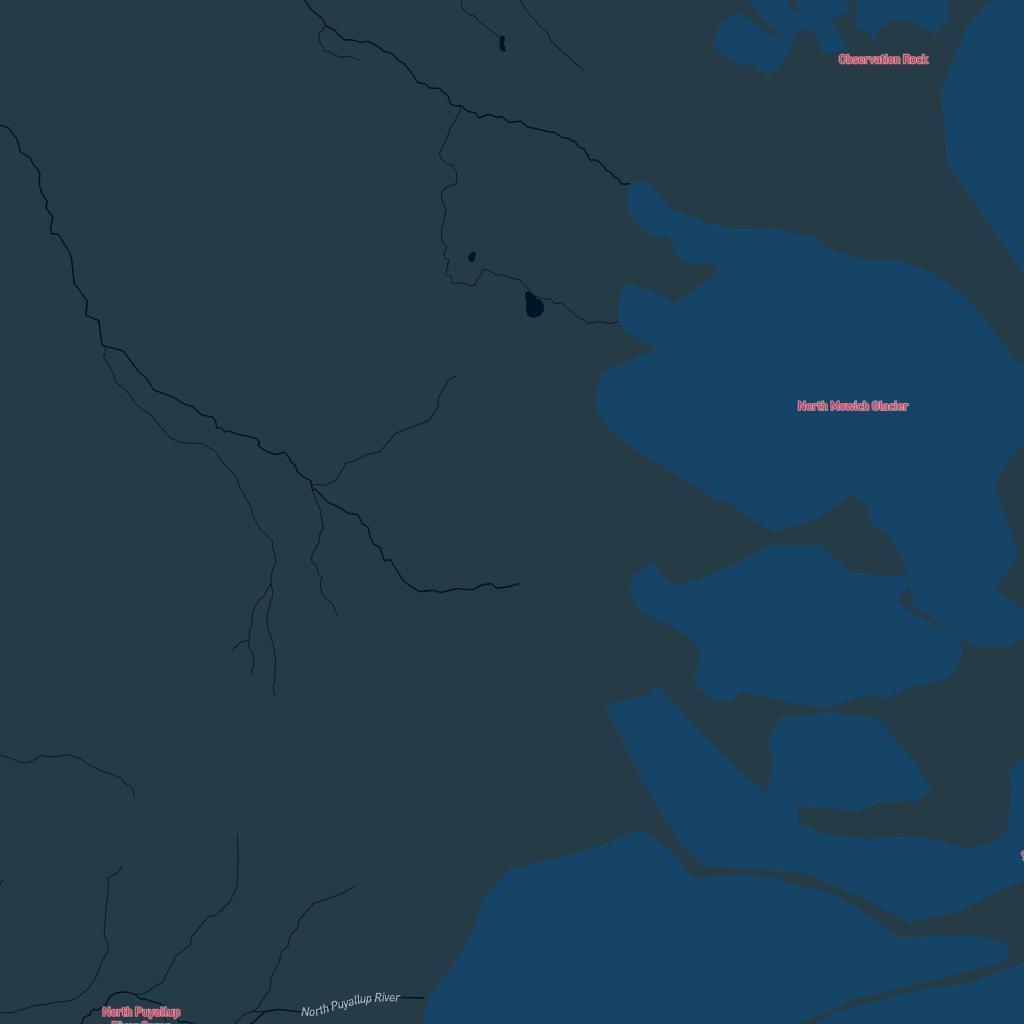 Observation Rock
North Mowich Glacier
North Puyallup River
North Puyallup